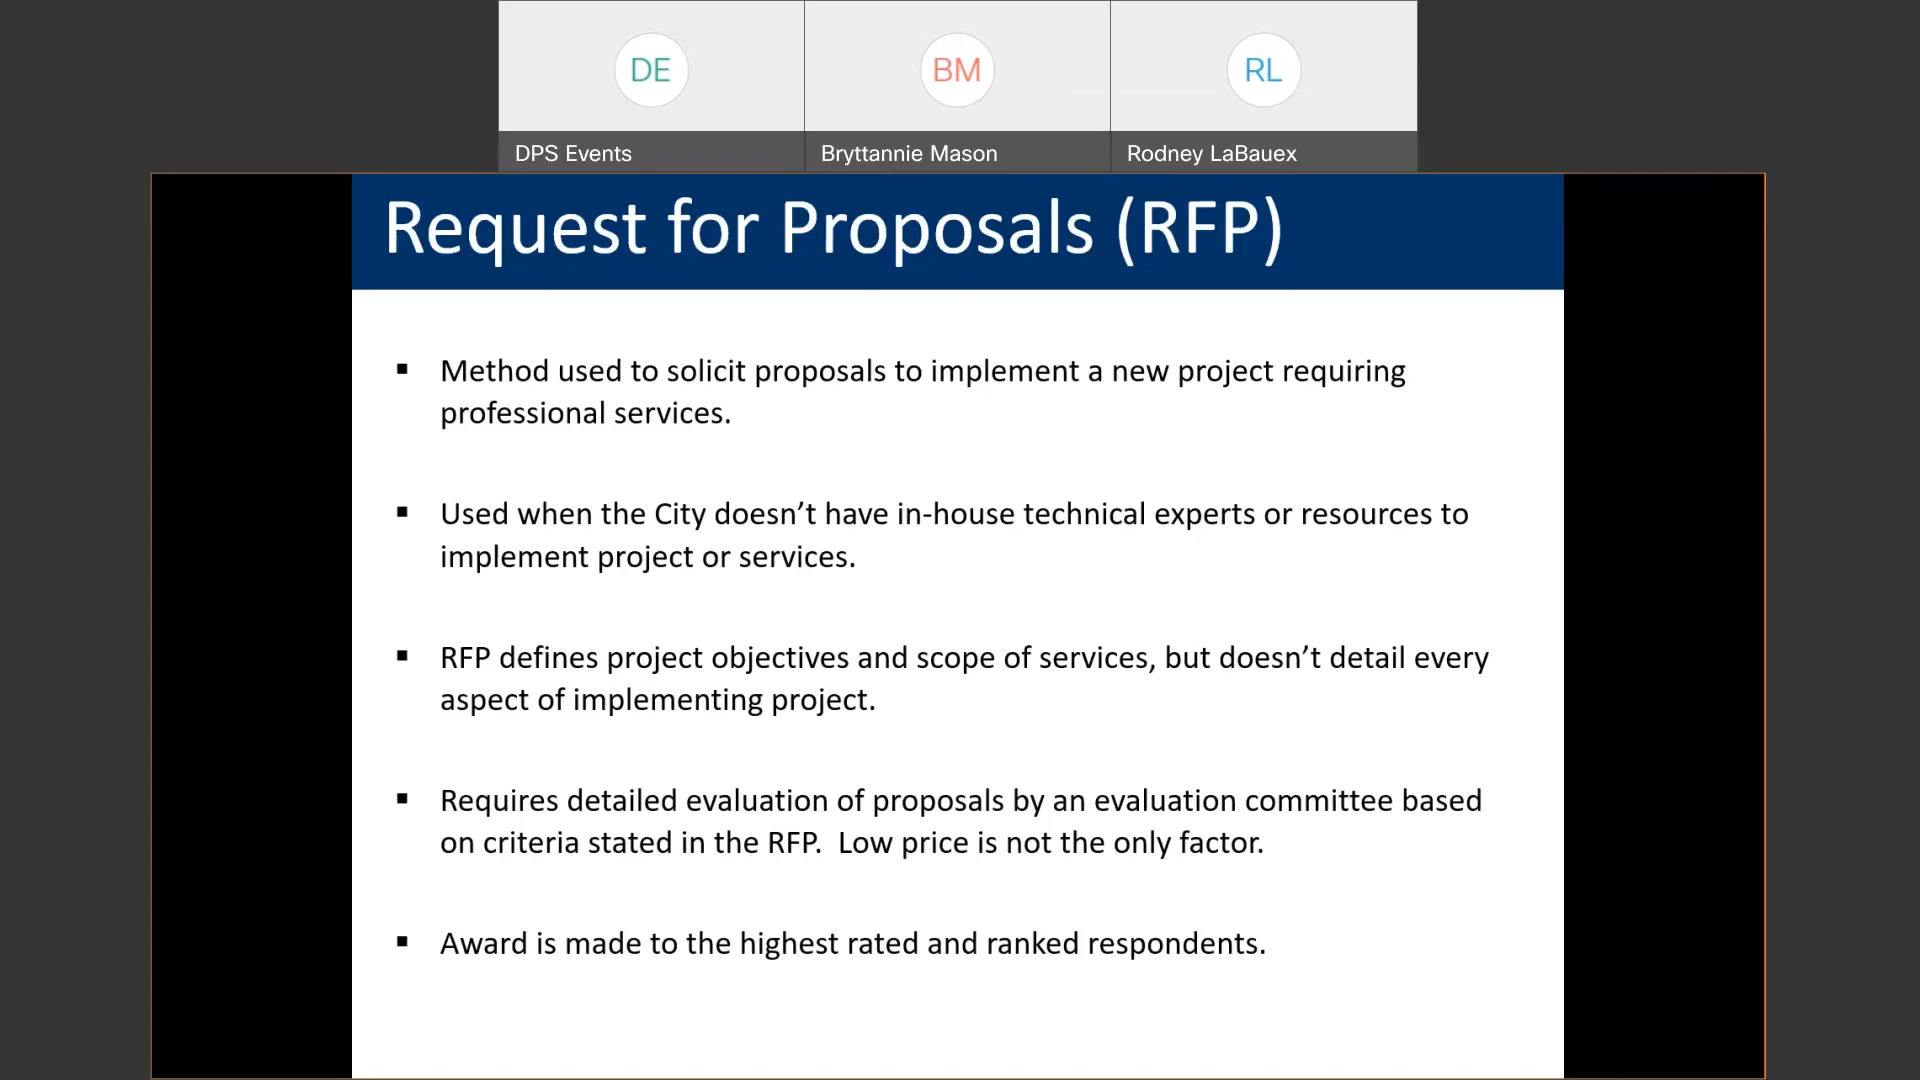 DE
BM
RL
DPS Events
Bryttannie Mason
Rodney LaBauex
Request for Proposals (RFP)
▪ Method used to solicit proposals to implement a new project requiring
professional services.
▪ Used when the City doesn’t have in-house technical experts or resources to
implement project or services.
▪ RFP defines project objectives and scope of services, but doesn’t detail every
aspect of implementing project.
▪ Requires detailed evaluation of proposals by an evaluation committee based
on criteria stated in the RFP.  Low price is not the only factor.
▪ Award is made to the highest rated and ranked respondents.